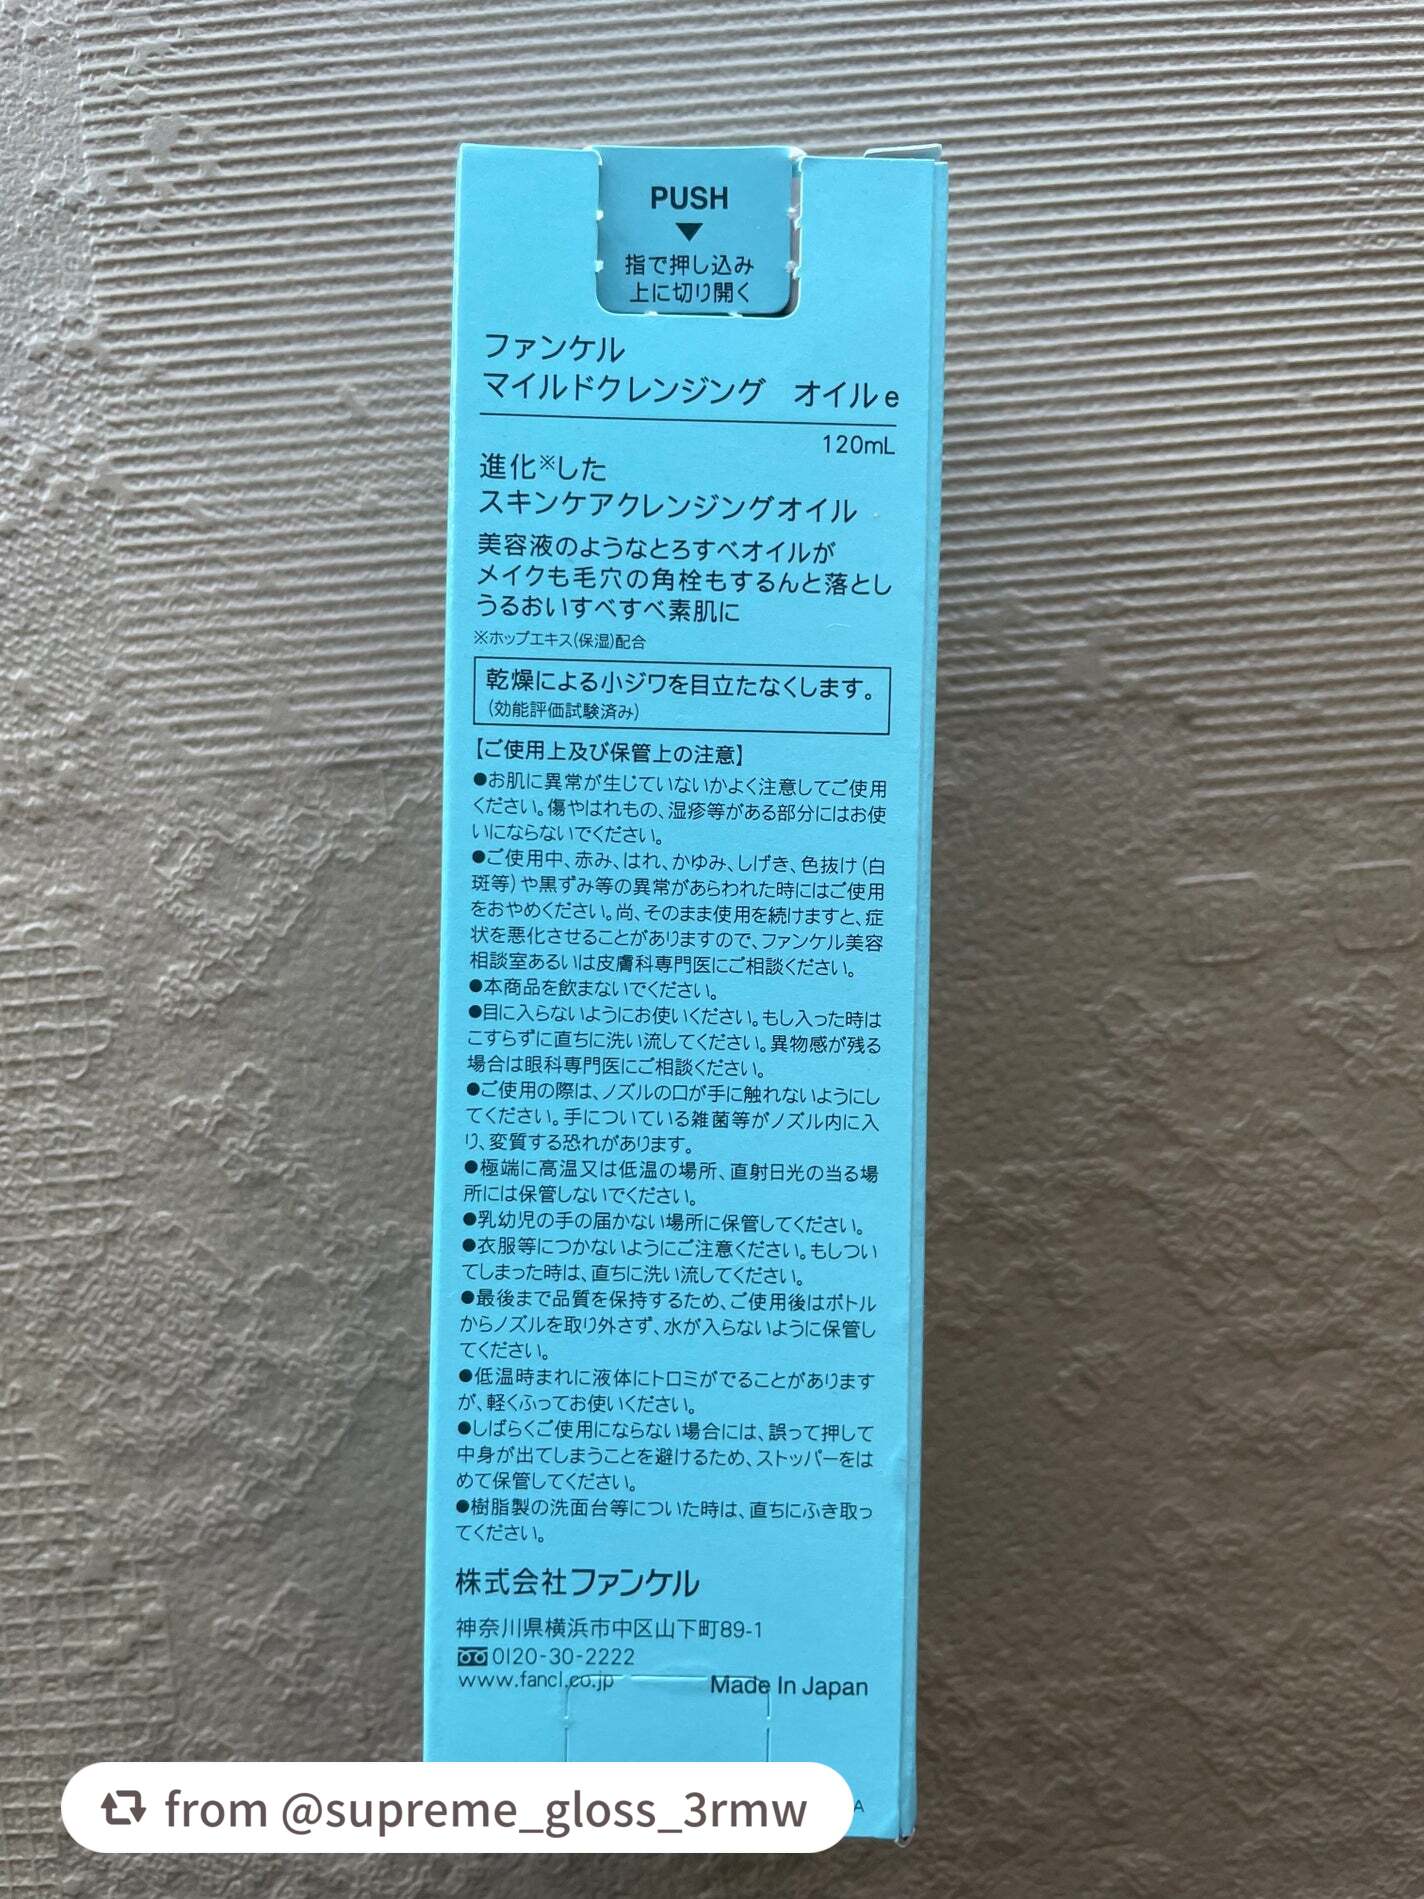 PUSH
▼
指で押し込み
上に切り開く
ファンケル
マイルドクレンジング オイルe
120mL
進化※した
スキンケアクレンジングオイル
美容液のようなとろすべオイルが
メイクも毛穴の角栓もするんと落とし
うるおいすべすべ素肌に
※ホップエキス(保湿)配合
乾燥による小ジワを目立たなくします。
(効能評価試験済み)
【ご使用上及び保管上の注意】
●お肌に異常が生じていないかよく注意してご使用
ください。傷やはれもの、湿疹等がある部分にはお使
いにならないでください。
●ご使用中、赤み、はれ、かゆみ、しげき、色抜け(白
斑等)や黒ずみ等の異常があらわれた時にはご使用
をおやめください。尚、そのまま使用を続けますと、症
状を悪化させることがありますので、ファンケル美容
相談室あるいは皮膚科専門医にご相談ください。
●本商品を飲まないでください。
●目に入らないようにお使いください。もし入った時は
こすらずに直ちに洗い流してください。異物感が残る
場合は眼科専門医にご相談ください。
●ご使用の際は、ノズルの口が手に触れないようにし
てください。手についている雑菌等がノズル内に入
り、変質する恐れがあります。
●極端に高温又は低温の場所、直射日光の当る場
所には保管しないでください。
●乳幼児の手の届かない場所に保管してください。
●衣服等につかないようにご注意ください。もしつい
てしまった時は、直ちに洗い流してください。
●最後まで品質を保持するため、ご使用後はボトル
からノズルを取り外さず、水が入らないように保管し
てください。
●低温時まれに液体にトロミがでることがあります
が、軽くふってお使いください。
●しばらくご使用にならない場合には、誤って押して
中身が出てしまうことを避けるため、ストッパーをは
めて保管してください。
●樹脂製の洗面台等についた時は、直ちにふき取っ
てください。
株式会社ファンケル
神奈川県横浜市中区山下町89-1
0120-30-2222
www.fancl.co.jp Made In Japan
A
from @supreme_gloss_3rmw